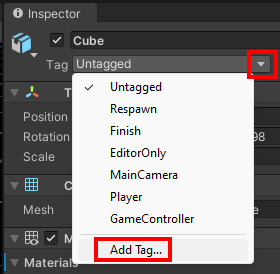 Inspector
Cube
Tag Untagged
Untagged
Respawn
Finish
EditorOnly
MainCamera
Player
GameController
Add Tag...
Position
Rotation 98
Scale
Mesh
Materials